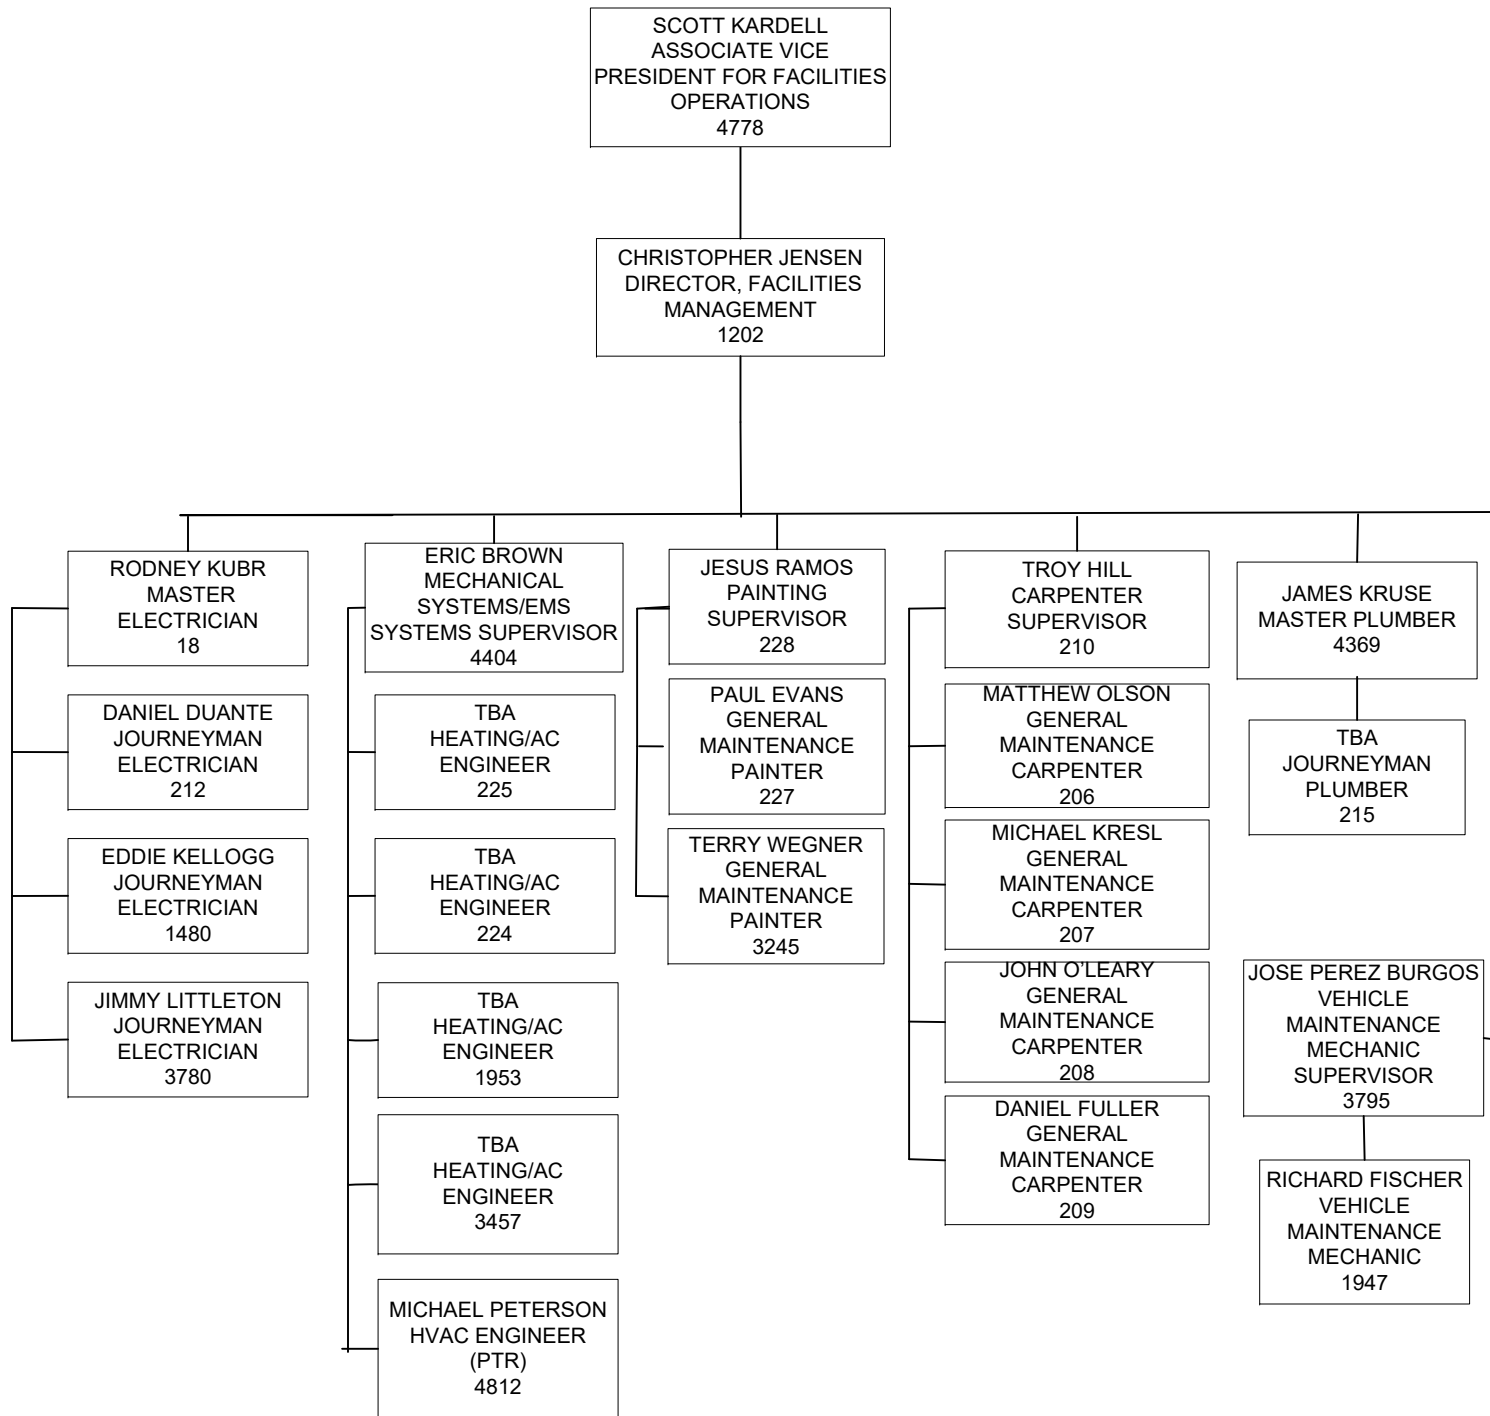 SCOTT KARDELL
ASSOCIATE VICE
PRESIDENT FOR FACILITIES
OPERATIONS
4778
CHRISTOPHER JENSEN
DIRECTOR, FACILITIES
MANAGEMENT
1202
RODNEY KUBR
MASTER
ELECTRICIAN
18
DANIEL DUANTE
JOURNEYMAN
ELECTRICIAN
212
EDDIE KELLOGG
JOURNEYMAN
ELECTRICIAN
1480
JIMMY LITTLETON
JOURNEYMAN
ELECTRICIAN
3780
ERIC BROWN
MECHANICAL
SYSTEMS/EMS
SYSTEMS SUPERVISOR
4404
TBA
HEATING/AC
ENGINEER
225
TBA
HEATING/AC
ENGINEER
224
TBA
HEATING/AC
ENGINEER
1953
TBA
HEATING/AC
ENGINEER
3457
MICHAEL PETERSON
HVAC ENGINEER
(PTR)
4812
JESUS RAMOS
PAINTING
SUPERVISOR
228
PAUL EVANS
GENERAL
MAINTENANCE
PAINTER
227
TERRY WEGNER
GENERAL
MAINTENANCE
PAINTER
3245
TROY HILL
CARPENTER
SUPERVISOR
210
MATTHEW OLSON
GENERAL
MAINTENANCE
CARPENTER
206
MICHAEL KRESL
GENERAL
MAINTENANCE
CARPENTER
207
JOHN O’LEARY
GENERAL
MAINTENANCE
CARPENTER
208
DANIEL FULLER
GENERAL
MAINTENANCE
CARPENTER
209
JAMES KRUSE
MASTER PLUMBER
4369
TBA
JOURNEYMAN
PLUMBER
215
JOSE PEREZ BURGOS
VEHICLE
MAINTENANCE
MECHANIC
SUPERVISOR
3795
RICHARD FISCHER
VEHICLE
MAINTENANCE
MECHANIC
1947